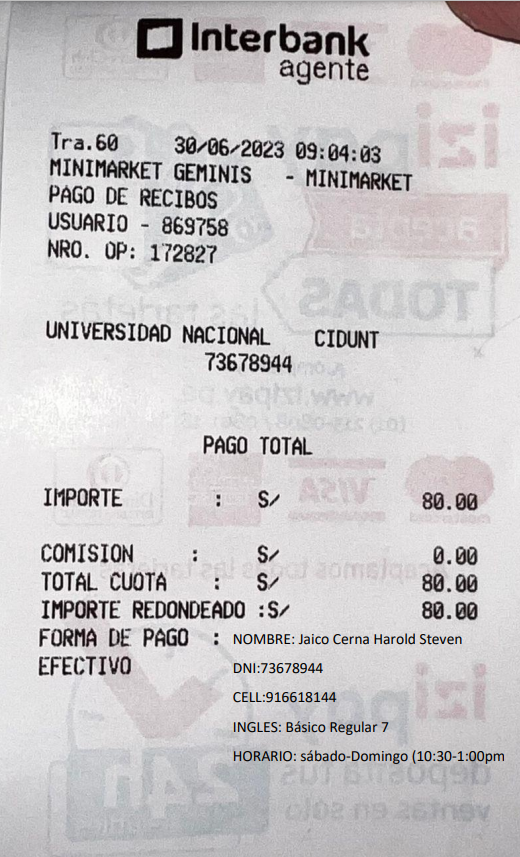 Interbank
agente
Tra.60 30/06/2023 09:04:03
MINIMARKET GEMINIS - MINIMARKET
PAGO DE RECIBOS
USUARIO - 869758
NRO. OP: 172827
UNIVERSIDAD NACIONAL CIDUNT
73678944
PAGO TOTAL
IMPORTE : S/ 80.00
COMISION : S/ 0.00
TOTAL CUOTA : S/ 80.00
IMPORTE REDONDEADO :S/ 80.00
FORMA DE PAGO : NOMBRE: Jaico Cerna Harold Steven
EFECTIVO DNI:73678944
CELL:916618144
INGLES: Básico Regular 7
HORARIO: sábado-Domingo (10:30-1:00pm